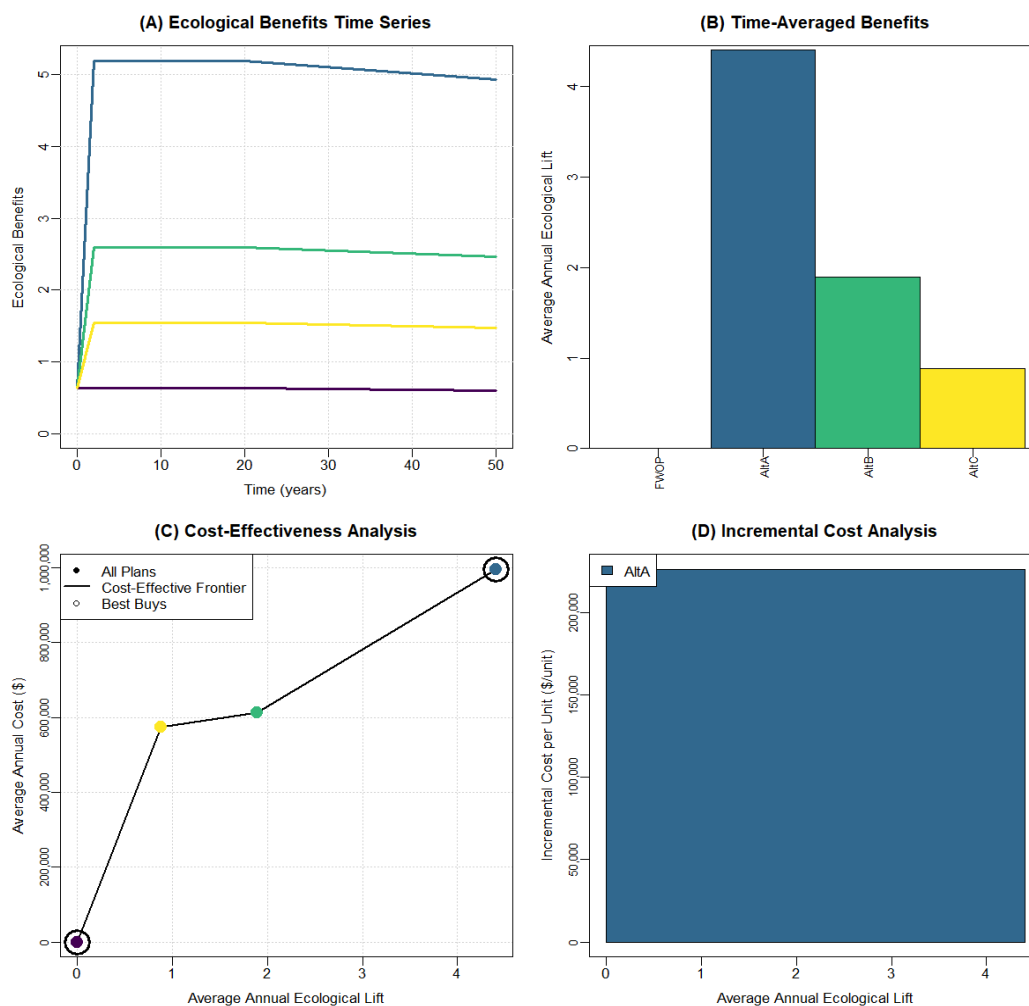 (A) Ecological Benefits Time Series
Ecological Benefits
5
4
3
2
1
0
0 10 20 30 40 50
Time (years)
(B) Time-Averaged Benefits
Average Annual Ecological Lift
4
3
2
1
0
FWOP AltA AltB AltC
(C) Cost-Effectiveness Analysis
All Plans
Cost-Effective Frontier
Best Buys
Average Annual Cost ($)
1000,000
800,000
600,000
400,000
200,000
0
0 1 2 3 4
Average Annual Ecological Lift
(D) Incremental Cost Analysis
AltA
Incremental Cost per Unit ($/unit)
200,000
150,000
100,000
50,000
0
0 1 2 3 4
Average Annual Ecological Lift